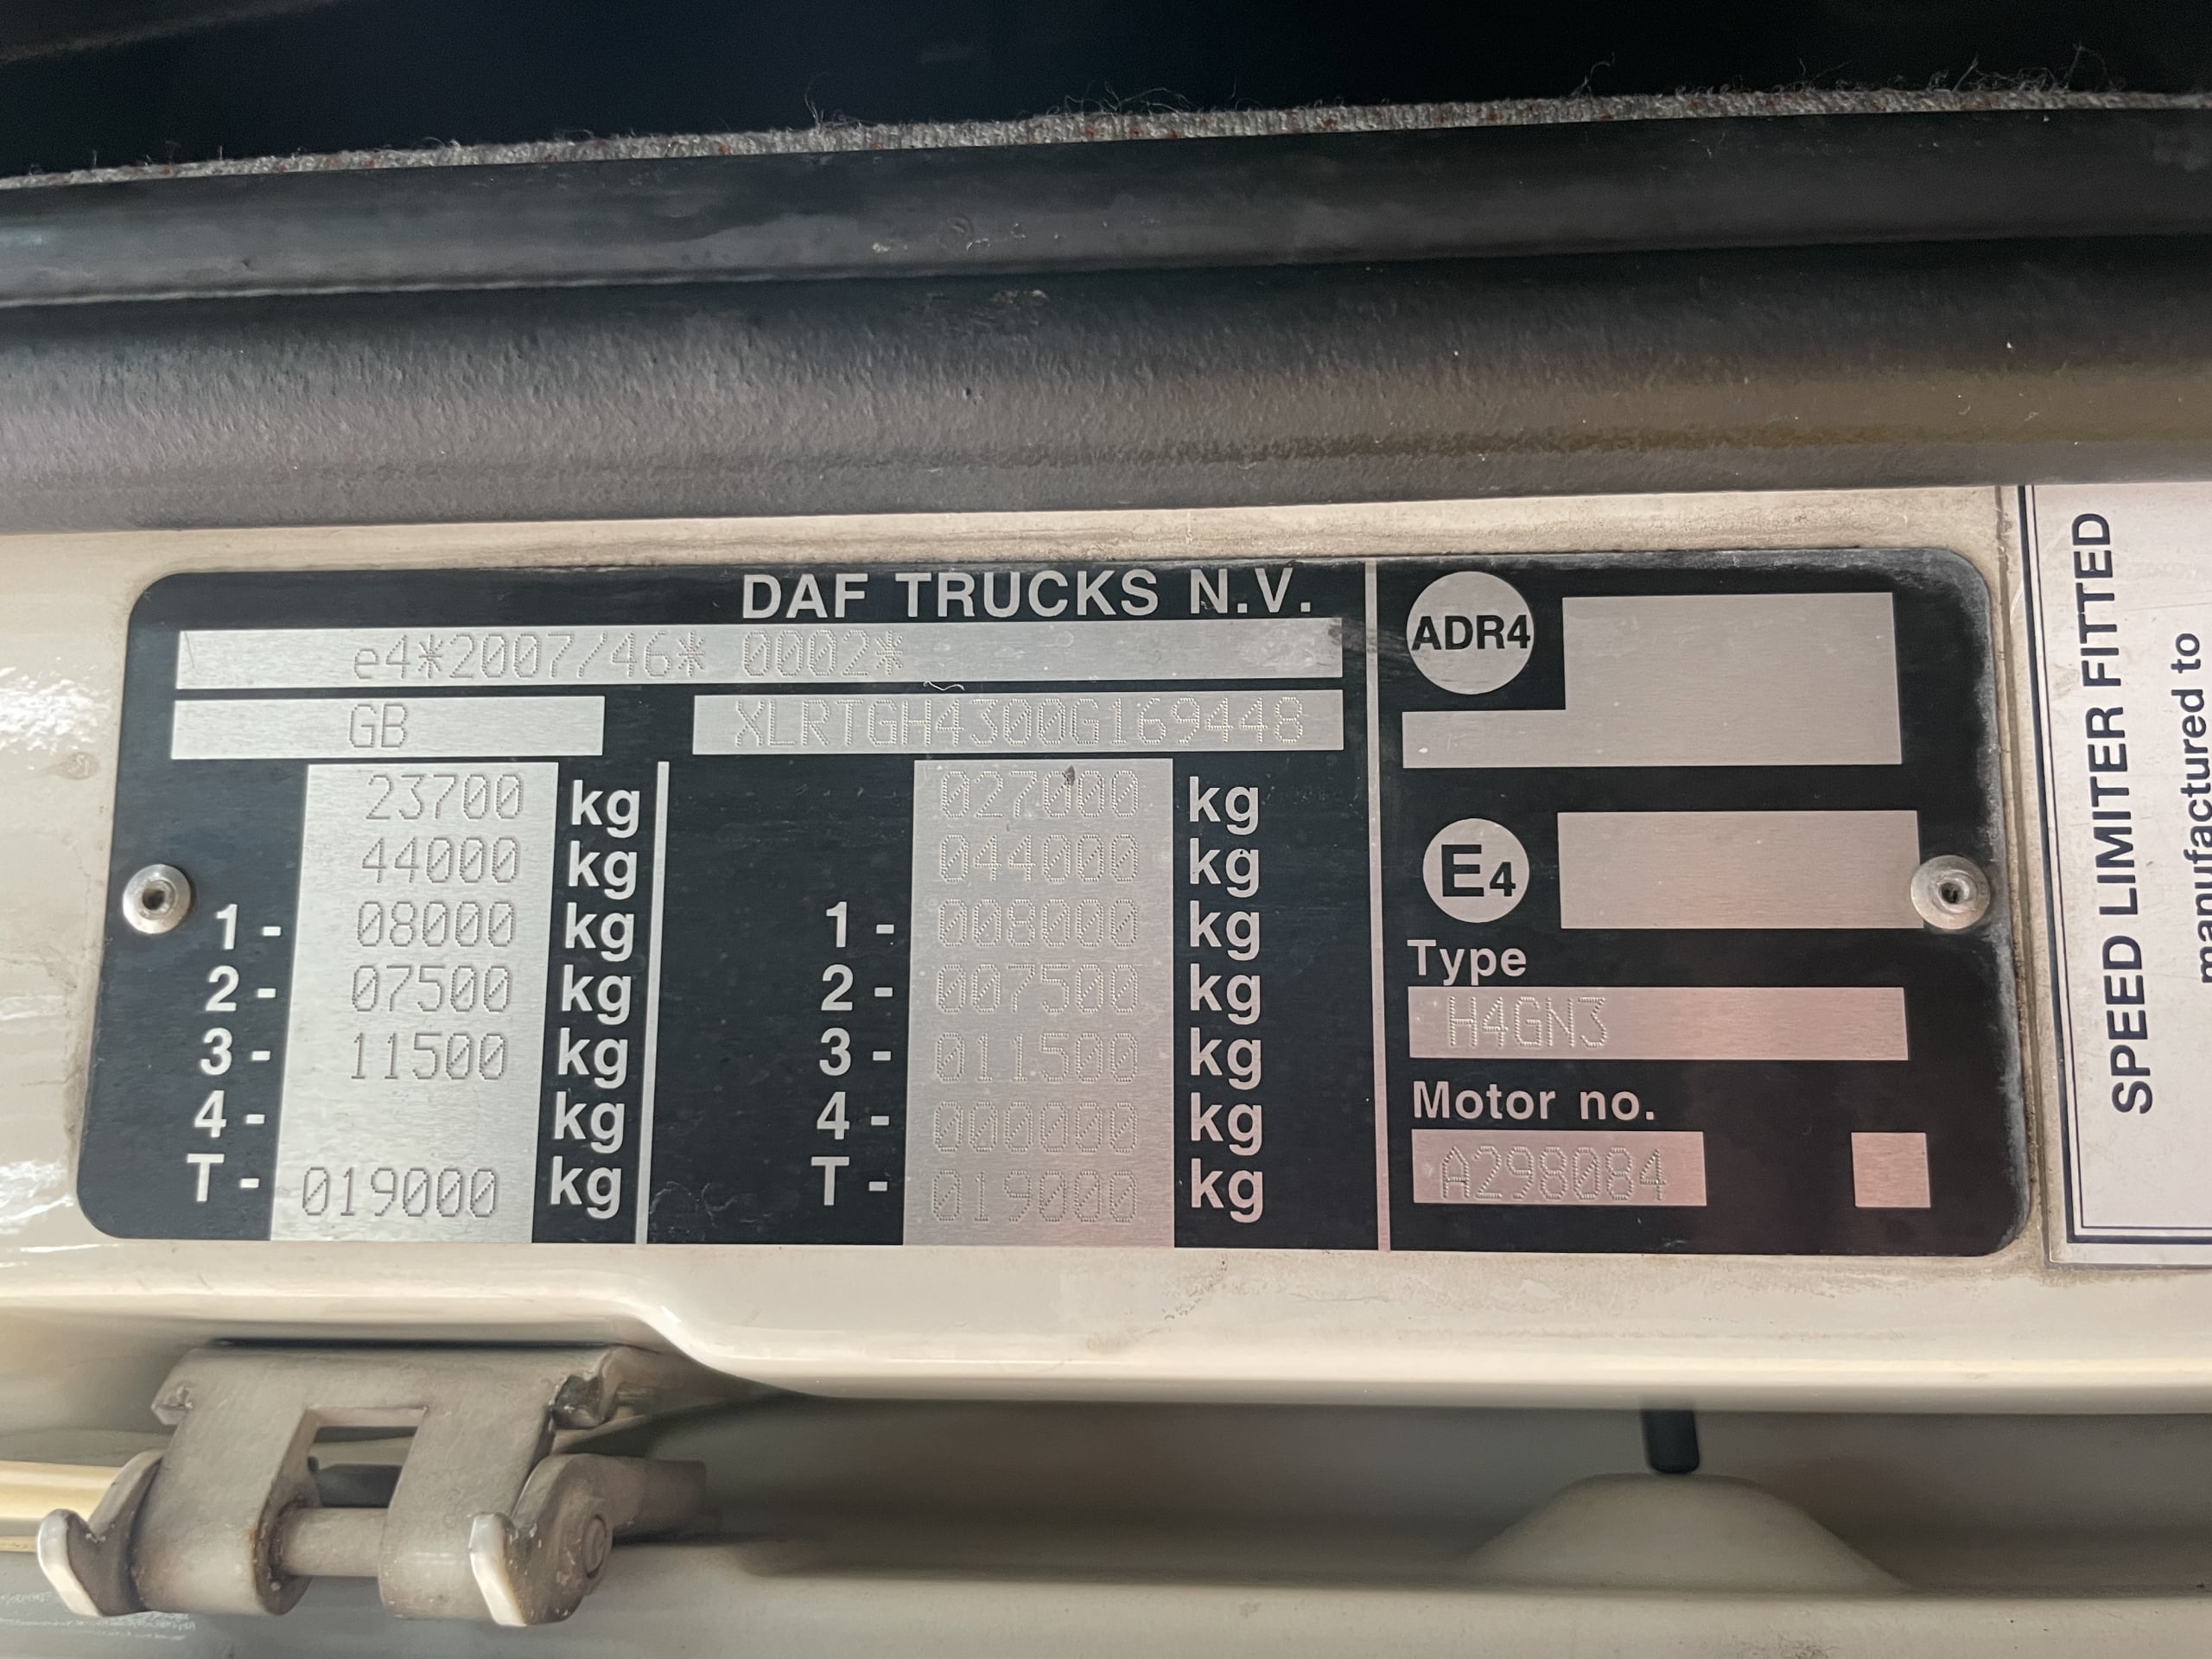 DAF TRUCKS N.V.
e4*2007/46* 0002*
GB XLRTGH4300G169448
23700 kg 027000 kg
44000 kg 044000 kg
1- 08000 kg 1- 008000 kg
2- 07500 kg 2- 007500 kg
3- 11500 kg 3- 011500 kg
4- kg 4- 000000 kg
T- 019000 kg T- 019000 kg
ADR4
E4
Type
H4GN3
Motor no.
A298084
SPEED LIMITER FITTED
manufactured to